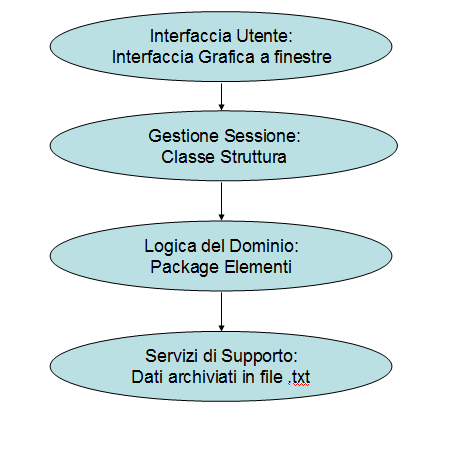 Interfaccia Utente:
Interfaccia Grafica a finestre
Gestione Sessione:
Classe Struttura
Logica del Dominio:
Package Elementi
Servizi di Supporto:
Dati archiviati in file .txt